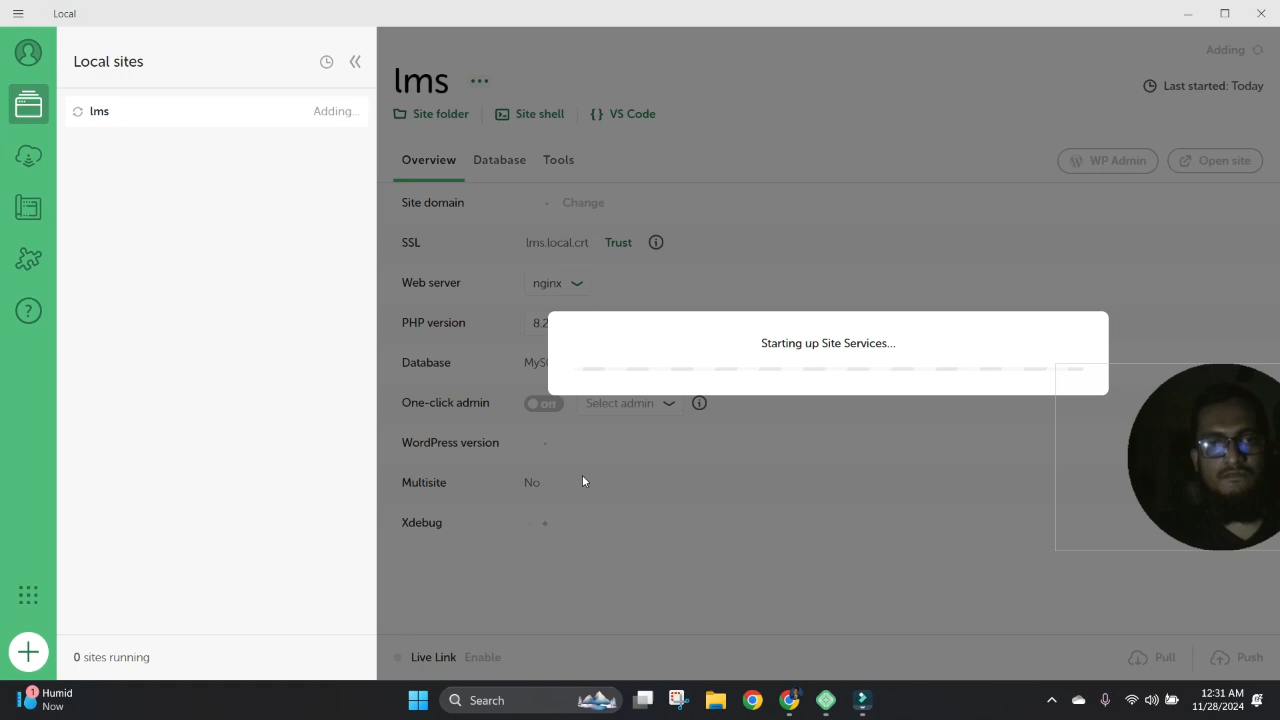 Local
Local sites
lms Adding...
0 sites running
Adding
lms
Last started: Today
Site folder
Site shell
VS Code
Overview
Database
Tools
WP Admin
Open site
Site domain
Change
SSL
lms.local.crt
Trust
Web server
nginx
PHP version
8.2
Database
Starting up Site Services...
One-click admin
Off
Select admin
WordPress version
Multisite
No
Xdebug
Live Link
Enable
Pull
Push
1
Humid
Now
Search
12:31 AM
11/28/2024